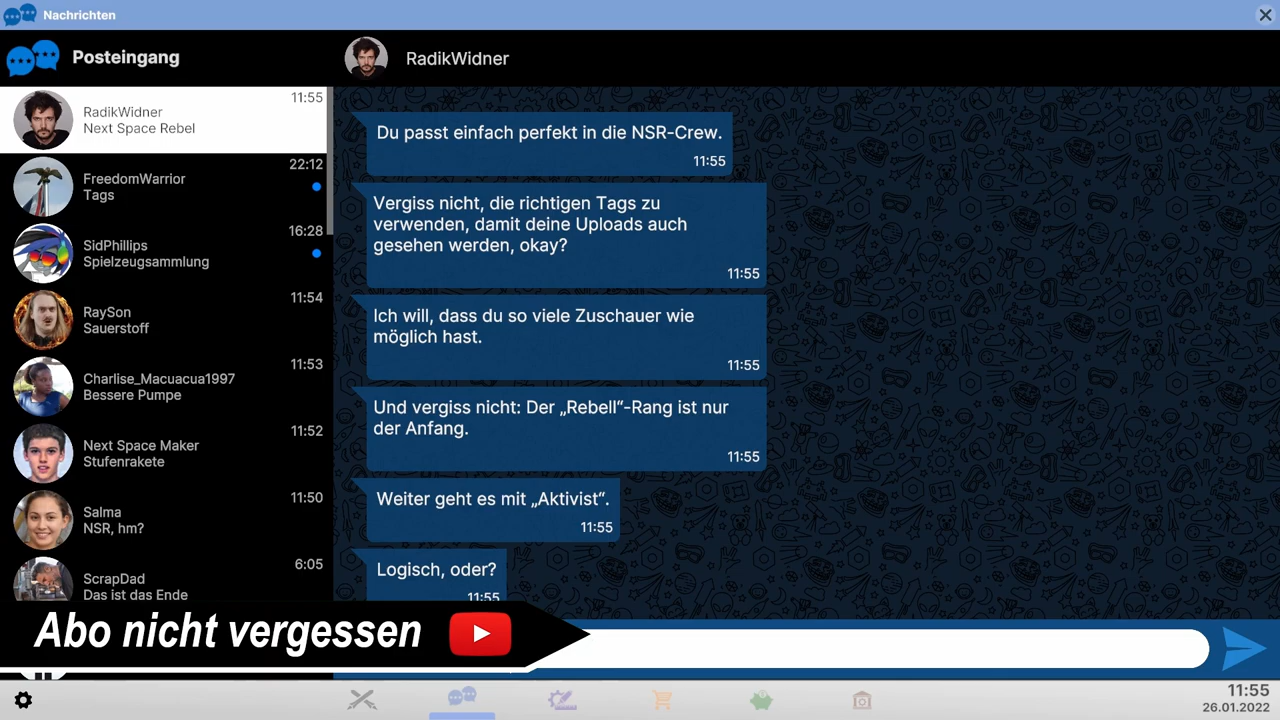 Nachrichten
Posteingang
RadikWidner
11:55
RadikWidner
Next Space Rebel
22:12
FreedomWarrior
Tags
16:28
SidPhillips
Spielzeugsammlung
11:54
RaySon
Sauerstoff
11:53
Charlise_Macuacua1997
Bessere Pumpe
11:52
Next Space Maker
Stufenrakete
11:50
Salma
NSR, hm?
6:05
ScrapDad
Das ist das Ende
Du passt einfach perfekt in die NSR-Crew.
11:55
Vergiss nicht, die richtigen Tags zu
verwenden, damit deine Uploads auch
gesehen werden, okay?
11:55
Ich will, dass du so viele Zuschauer wie
möglich hast.
11:55
Und vergiss nicht: Der „Rebell“-Rang ist nur
der Anfang.
11:55
Weiter geht es mit „Aktivist“.
11:55
Logisch, oder?
11:55
Abo nicht vergessen
11:55
26.01.2022